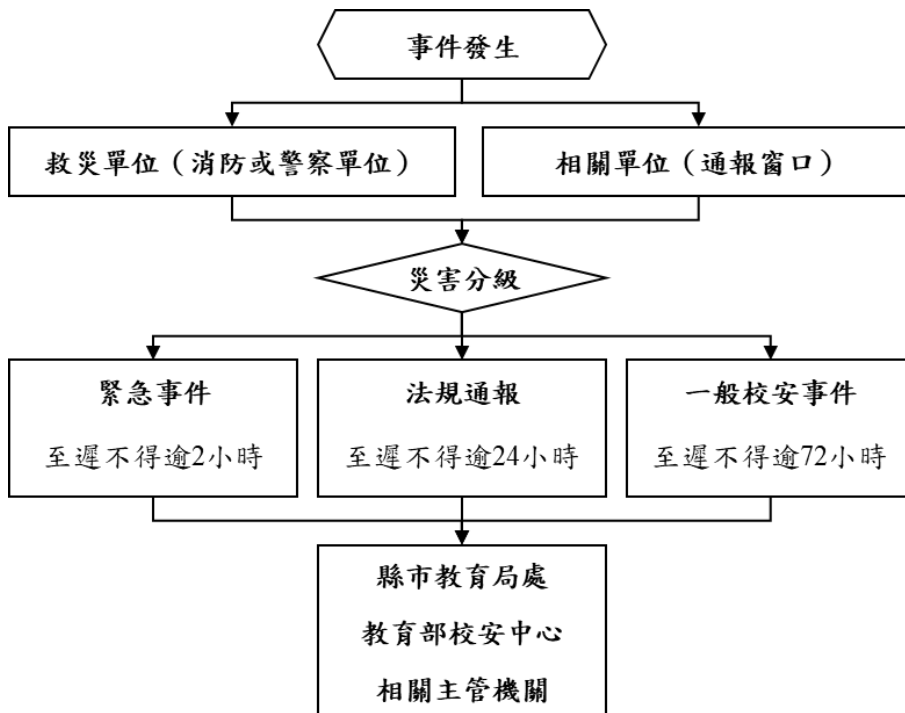 事件發生
救災單位（消防或警察單位）
相關單位（通報窗口）
災害分級
緊急事件
至遲不得逾2小時
法規通報
至遲不得逾24小時
一般校安事件
至遲不得逾72小時
縣市教育局處
教育部校安中心
相關主管機關